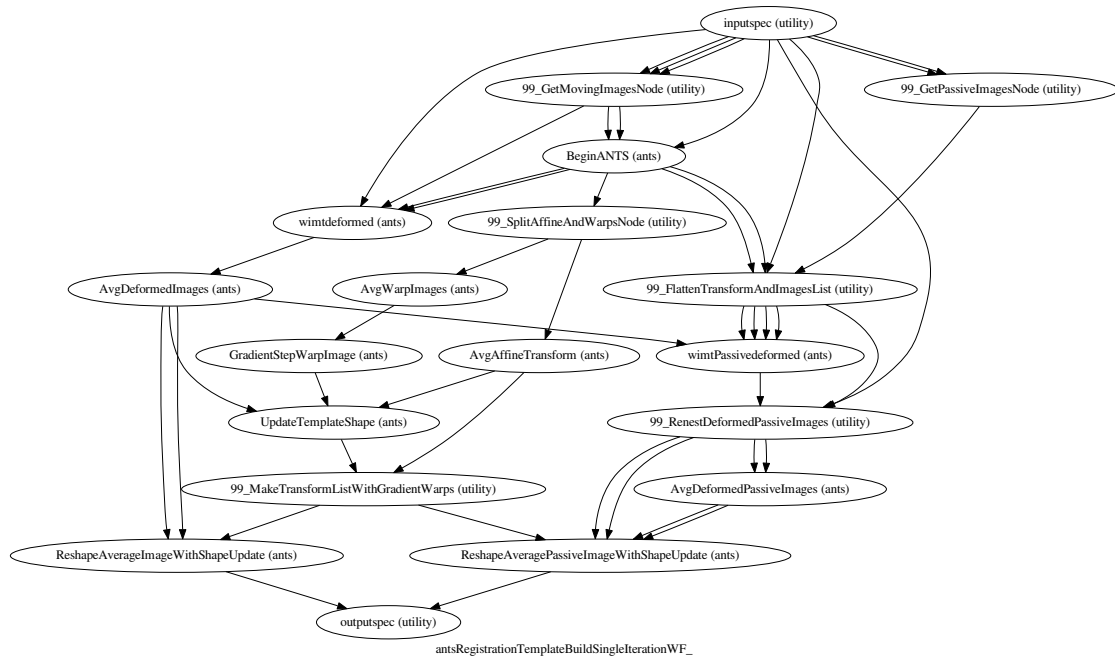 inputspec (utility)
99_GetMovingImagesNode (utility)
99_GetPassiveImagesNode (utility)
BeginANTS (ants)
wimtdeformed (ants)
99_SplitAffineAndWarpsNode (utility)
AvgDeformedImages (ants)
AvgWarpImages (ants)
99_FlattenTransformAndImagesList (utility)
GradientStepWarpImage (ants)
AvgAffineTransform (ants)
wimtPassivedeformed (ants)
UpdateTemplateShape (ants)
99_RenestDeformedPassiveImages (utility)
99_MakeTransformListWithGradientWarps (utility)
AvgDeformedPassiveImages (ants)
ReshapeAverageImageWithShapeUpdate (ants)
ReshapeAveragePassiveImageWithShapeUpdate (ants)
outputspec (utility)
antsRegistrationTemplateBuildSingleIterationWF_